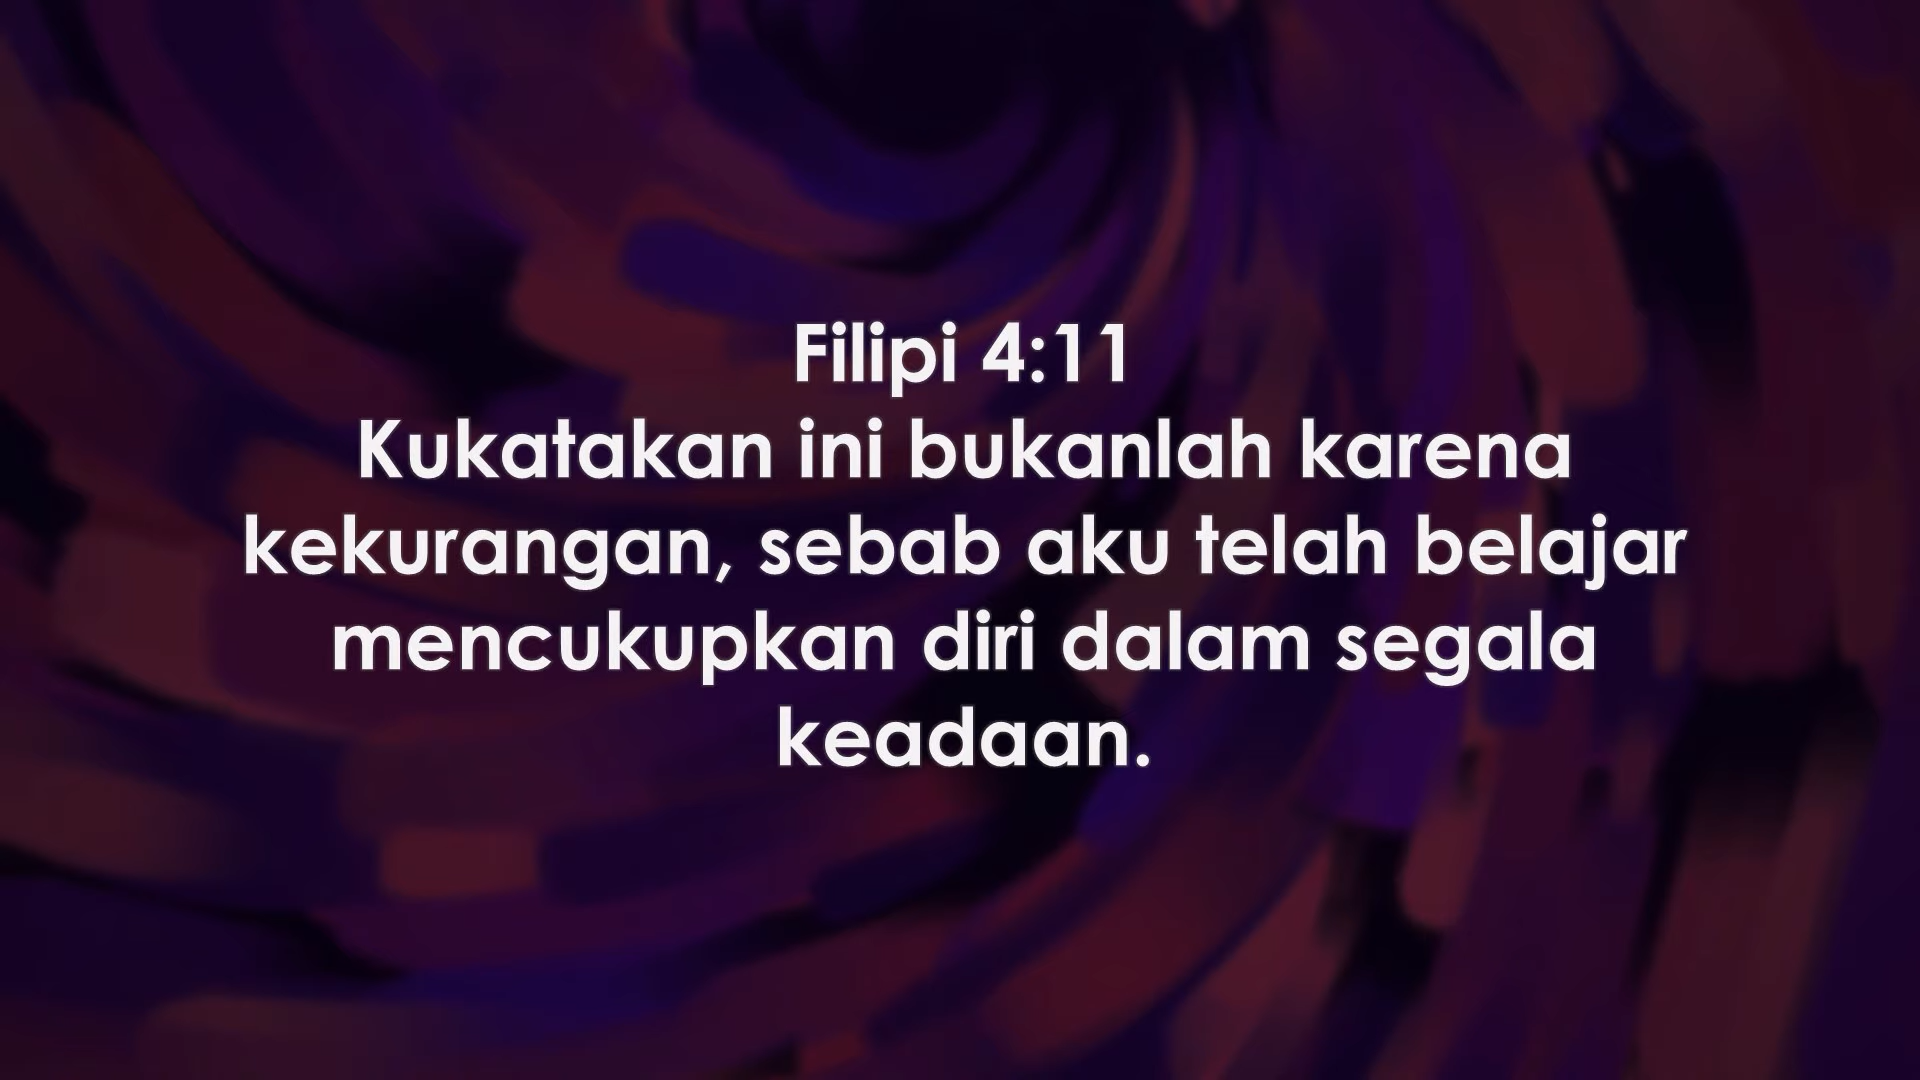 Filipi 4:11
Kukatakan ini bukanlah karena
kekurangan, sebab aku telah belajar
mencukupkan diri dalam segala
keadaan.